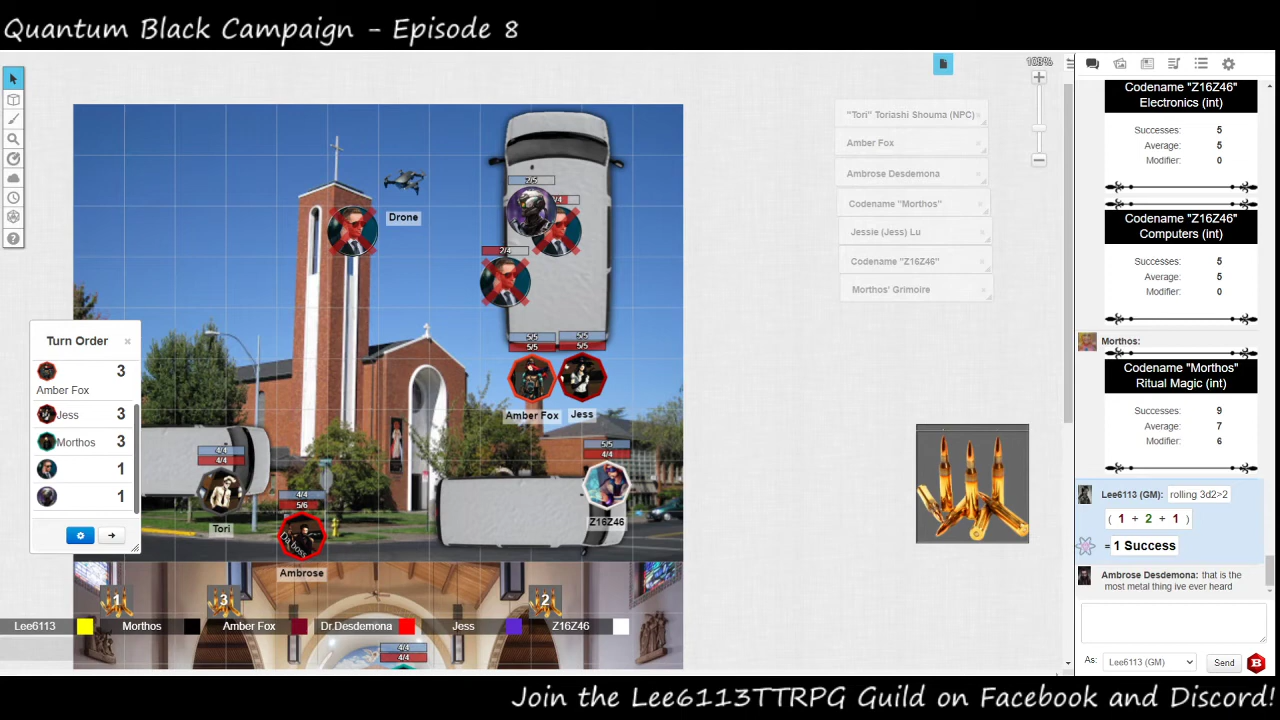 Quantum Black Campaign - Episode 8
103%
"Tori" Toriashi Shouma (NPC)
Amber Fox
Ambrose Desdemona
Codename "Morthos"
Jessie (Jess) Lu
Codename "Z16Z46"
Morthos' Grimoire
Drone
2/5
/4
2/4
5/5
5/5
5/5
5/5
Amber Fox
Jess
4/4
4/4
Tori
4/4
5/6
Da boss
Ambrose
5/5
4/4
Z16Z46
Turn Order
Amber Fox 3
Jess 3
Morthos 3
1
1
1
3
2
4/4
4/4
Lee6113
Morthos
Amber Fox
Dr.Desdemona
Jess
Z16Z46
Codename "Z16Z46"
Electronics (int)
Successes: 5
Average: 5
Modifier: 0
Codename "Z16Z46"
Computers (int)
Successes: 5
Average: 5
Modifier: 0
Morthos:
Codename "Morthos"
Ritual Magic (int)
Successes: 9
Average: 7
Modifier: 6
Lee6113 (GM): rolling 3d2>2
( 1 + 2 + 1 )
= 1 Success
Ambrose Desdemona: that is the
most metal thing ive ever heard
As: Lee6113 (GM) Send
B
Join the Lee6113TTRPG Guild on Facebook and Discord!